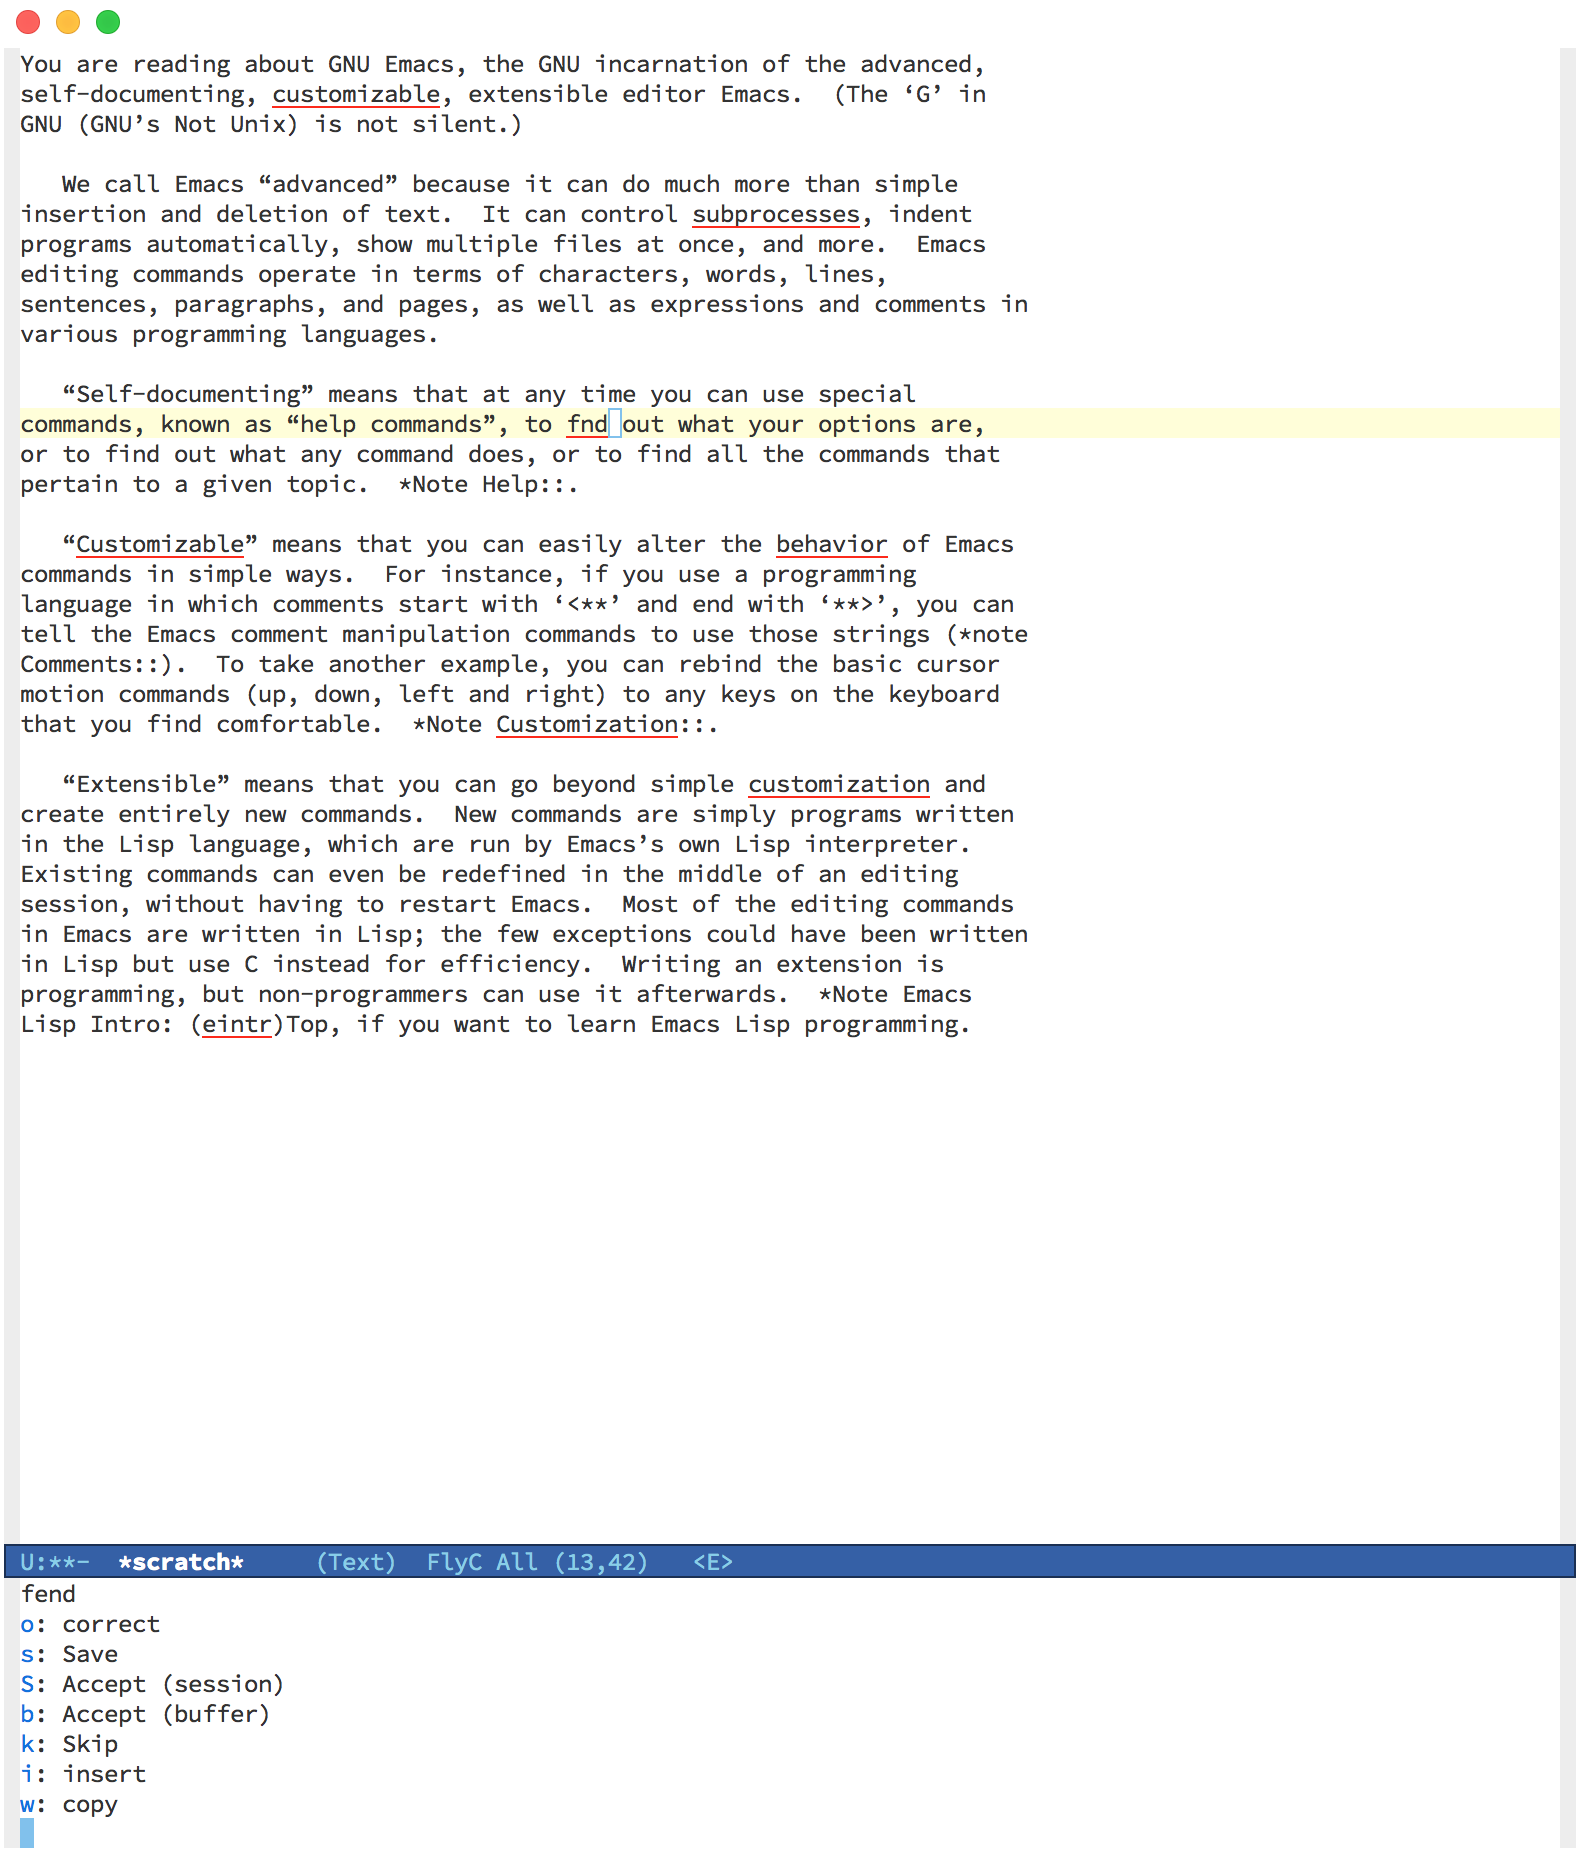 You are reading about GNU Emacs, the GNU incarnation of the advanced,
self-documenting, customizable, extensible editor Emacs.  (The ‘G’ in
GNU (GNU’s Not Unix) is not silent.)

   We call Emacs “advanced” because it can do much more than simple
insertion and deletion of text.  It can control subprocesses, indent
programs automatically, show multiple files at once, and more.  Emacs
editing commands operate in terms of characters, words, lines,
sentences, paragraphs, and pages, as well as expressions and comments in
various programming languages.

   “Self-documenting” means that at any time you can use special
commands, known as “help commands”, to fnd out what your options are,
or to find out what any command does, or to find all the commands that
pertain to a given topic.  *Note Help::.

   “Customizable” means that you can easily alter the behavior of Emacs
commands in simple ways.  For instance, if you use a programming
language in which comments start with ‘<**’ and end with ‘**>’, you can
tell the Emacs comment manipulation commands to use those strings (*note
Comments::).  To take another example, you can rebind the basic cursor
motion commands (up, down, left and right) to any keys on the keyboard
that you find comfortable.  *Note Customization::.

   “Extensible” means that you can go beyond simple customization and
create entirely new commands.  New commands are simply programs written
in the Lisp language, which are run by Emacs’s own Lisp interpreter.
Existing commands can even be redefined in the middle of an editing
session, without having to restart Emacs.  Most of the editing commands
in Emacs are written in Lisp; the few exceptions could have been written
in Lisp but use C instead for efficiency.  Writing an extension is
programming, but non-programmers can use it afterwards.  *Note Emacs
Lisp Intro: (eintr)Top, if you want to learn Emacs Lisp programming.

U:**-  *scratch*     (Text)  FlyC All (13,42)   <E>
fend
o: correct
s: Save
S: Accept (session)
b: Accept (buffer)
k: Skip
i: insert
w: copy